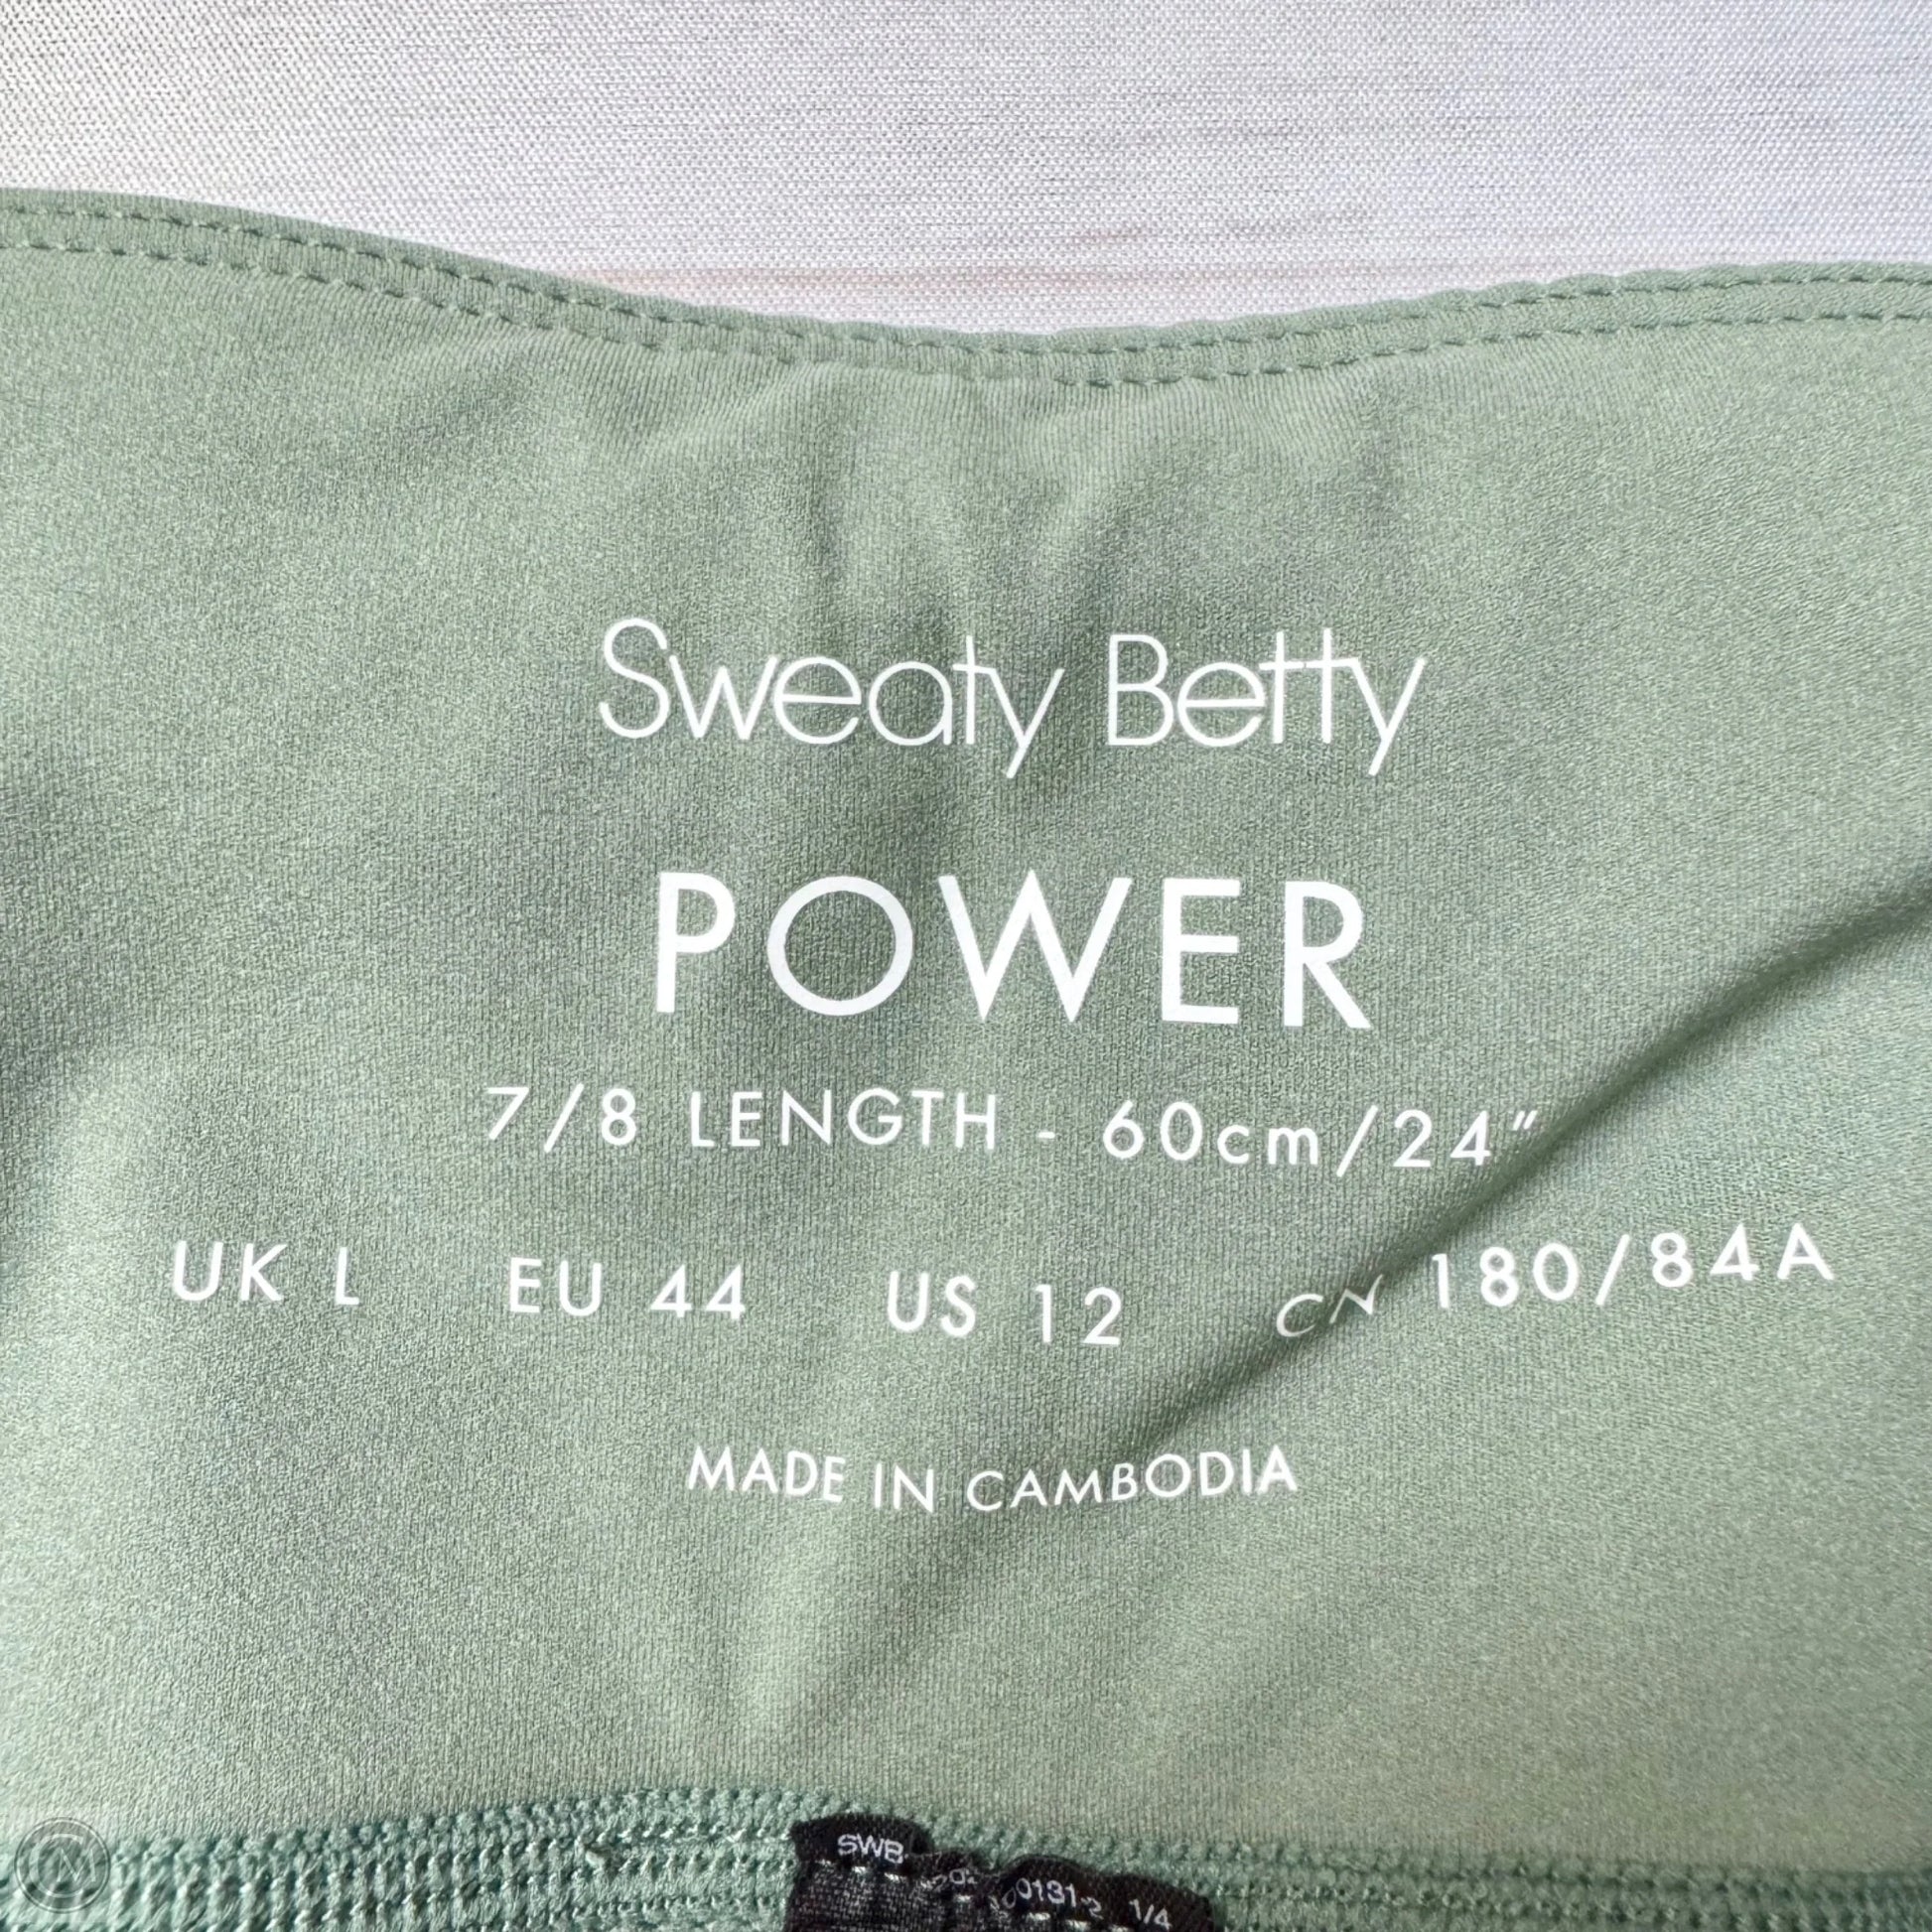 Sweaty Betty
POWER
7/8 LENGTH - 60cm/24"
UK L EU 44 US 12 CN 180/84A
MADE IN CAMBODIA
SWB
1/4